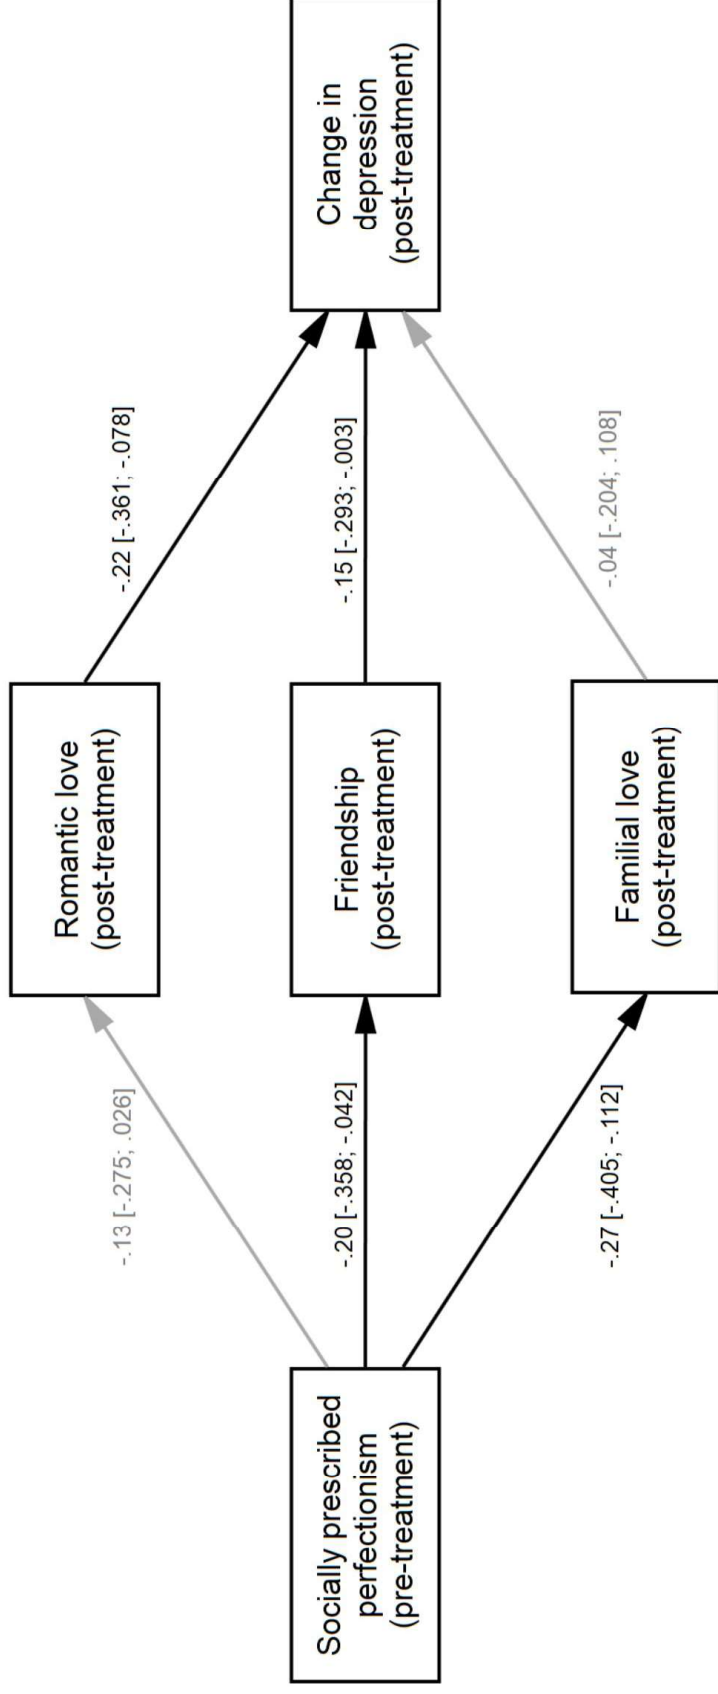 Socially prescribed
perfectionism
(pre-treatment)
-.13 [-.275; .026]
-.20 [-.358; -.042]
-.27 [-.405; -.112]
Romantic love
(post-treatment)
Friendship
(post-treatment)
Familial love
(post-treatment)
-.22 [-.361; -.078]
-.15 [-.293; -.003]
-.04 [-.204; .108]
Change in
depression
(post-treatment)